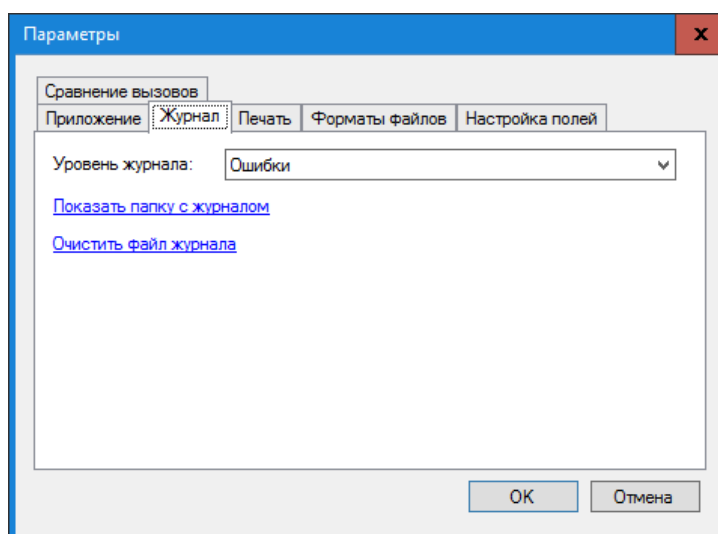 Параметры
x
Сравнение вызовов
Приложение Журнал Печать Форматы файлов Настройка полей
Уровень журнала: Ошибки
Показать папку с журналом
Очистить файл журнала
OK Отмена